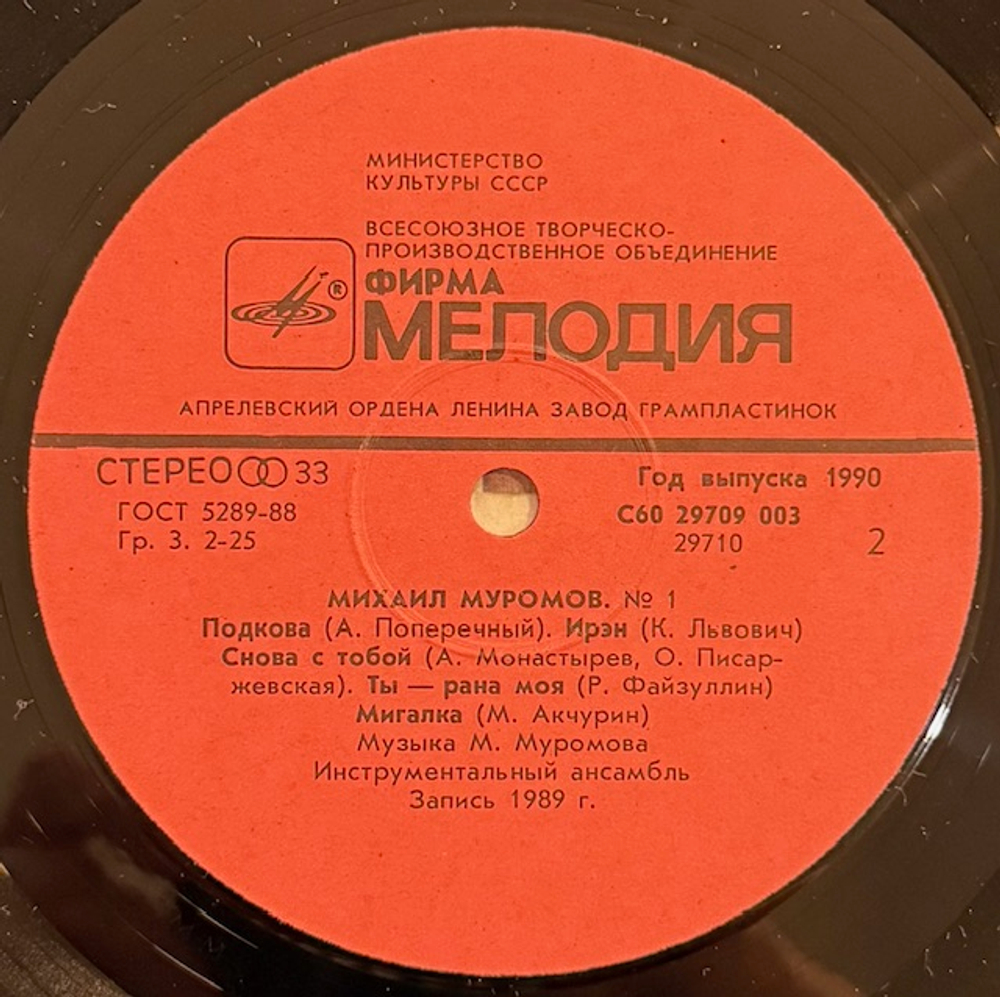 МИНИСТЕРСТВО
КУЛЬТУРЫ СССР
ВСЕСОЮЗНОЕ ТВОРЧЕСКО-
ПРОИЗВОДСТВЕННОЕ ОБЪЕДИНЕНИЕ
®
ФИРМА
МЕЛОДИЯ
АПРЕЛЕВСКИЙ ОРДЕНА ЛЕНИНА ЗАВОД ГРАМПЛАСТИНОК
СТЕРЕО 33
Год выпуска 1990
ГОСТ 5289-88
С60 29709 003
Гр. 3. 2-25
29710
2
МИХАИЛ МУРОМОВ. № 1
Подкова (А. Поперечный). Ирэн (К. Львович)
Снова с тобой (А. Монастырев, О. Писар-
жевская). Ты — рана моя (Р. Файзуллин)
Мигалка (М. Акчурин)
Музыка М. Муромова
Инструментальный ансамбль
Запись 1989 г.